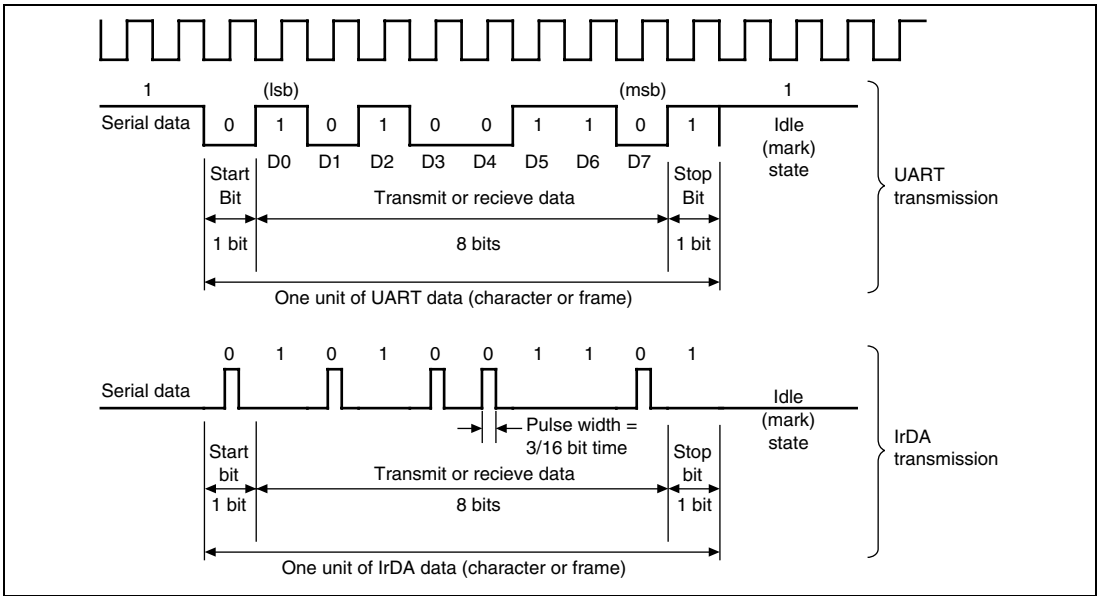 1 (lsb) (msb) 1
Serial data 0 1 0 1 0 0 1 1 0 1 Idle
(mark)
state
D0 D1 D2 D3 D4 D5 D6 D7
UART
transmission
Start
Bit
Transmit or recieve data
Stop
Bit
1 bit 8 bits 1 bit
One unit of UART data (character or frame)
0 1 0 1 0 0 1 1 0 1
Serial data
Idle
(mark)
state
Pulse width =
3/16 bit time
IrDA
transmission
Start
bit
Transmit or recieve data
Stop
bit
1 bit 8 bits 1 bit
One unit of IrDA data (character or frame)